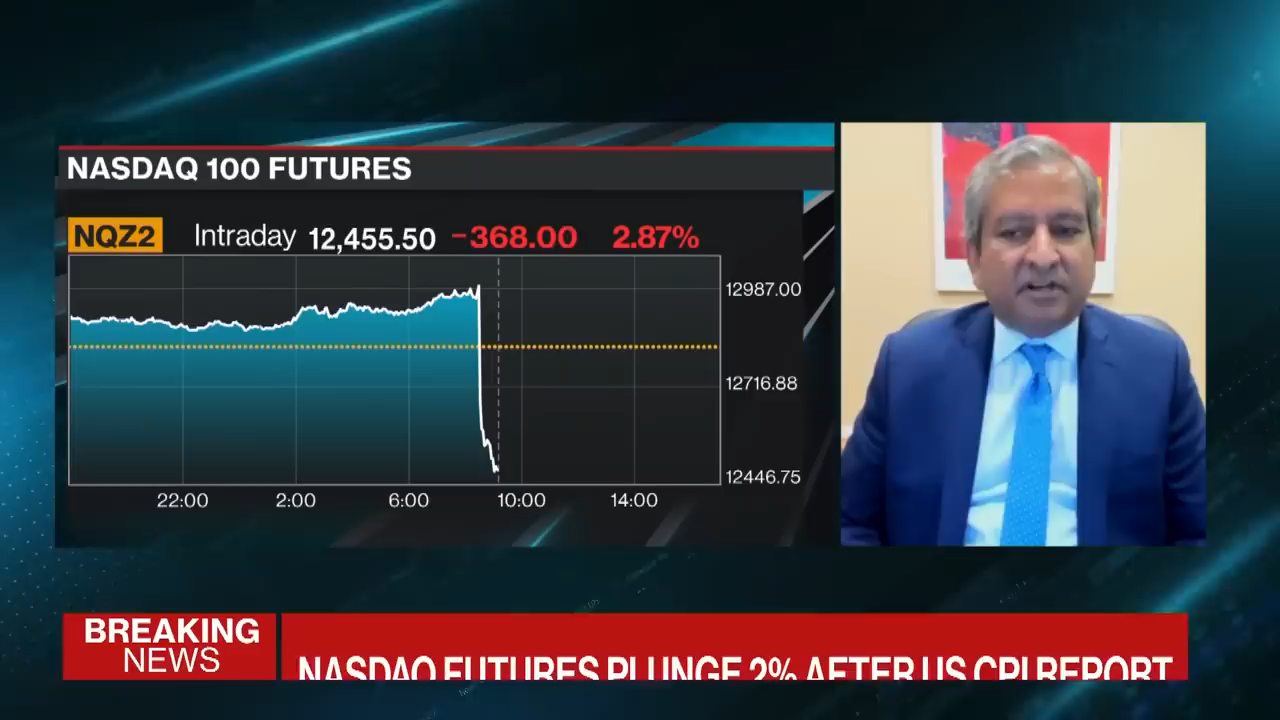 NASDAQ 100 FUTURES
NQZ2 Intraday 12,455.50 -368.00 2.87%
12987.00
12716.88
12446.75
22:00 2:00 6:00 10:00 14:00
BREAKING
NEWS
NASDAQ FUTURES PLUNGE 2% AFTER US CPI REPORT